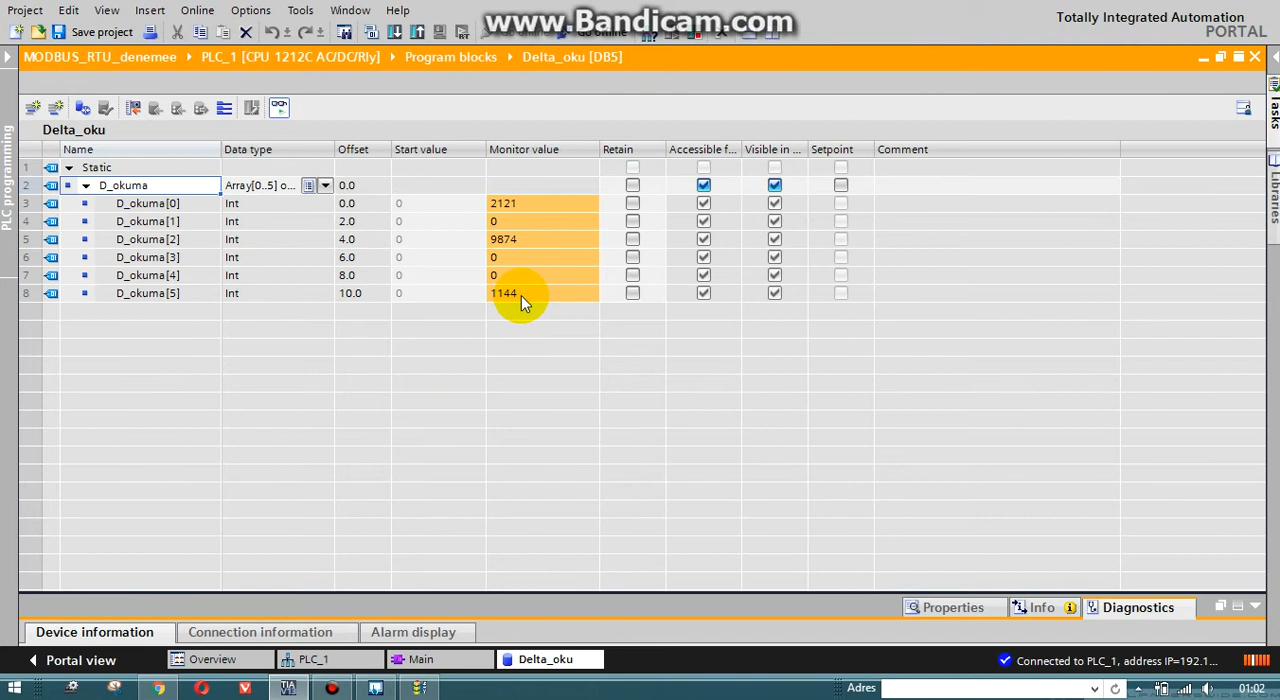 www.Bandicam.com
Project Edit View Insert Online Options Tools Window Help
Totally Integrated Automation
PORTAL
Save project
MODBUS_RTU_denemee PLC_1 [CPU 1212C AC/DC/Rly] Program blocks Delta_oku [DB5]
Delta_oku
Name Data type Offset Start value Monitor value Retain Accessible f... Visible in ... Setpoint Comment
1 Static
2 D_okuma Array[0..5] o... 0.0
3 D_okuma[0] Int 0.0 0 2121
4 D_okuma[1] Int 2.0 0 0
5 D_okuma[2] Int 4.0 0 9874
6 D_okuma[3] Int 6.0 0 0
7 D_okuma[4] Int 8.0 0 0
8 D_okuma[5] Int 10.0 0 1144
PLC programming
Tasks
Libraries
Properties Info Diagnostics
Device information Connection information Alarm display
Portal view Overview PLC_1 Main Delta_oku Connected to PLC_1, address IP=192.1...
Adres 01:02